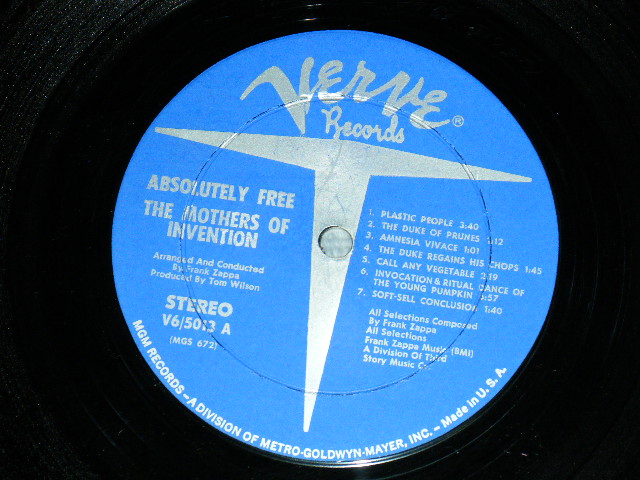 VERVE®
Records
ABSOLUTELY FREE
THE MOTHERS OF
INVENTION
Arranged And Conducted
By Frank Zappa
Produced By Tom Wilson
STEREO
V6/5013 A
(MGS 672)
1. PLASTIC PEOPLE 3:40
2. THE DUKE OF PRUNES 2:12
3. AMNESIA VIVACE 1:01
4. THE DUKE REGAINS HIS CHOPS 1:45
5. CALL ANY VEGETABLE 2:19
6. INVOCATION & RITUAL DANCE OF
THE YOUNG PUMPKIN 6:57
7. SOFT-SELL CONCLUSION 1:40
All Selections Composed
By Frank Zappa
All Selections
Frank Zappa Music (BMI)
A Division Of Third
Story Music Co.
MGM RECORDS – A DIVISION OF METRO-GOLDWYN-MAYER, INC. – Made in U.S.A.